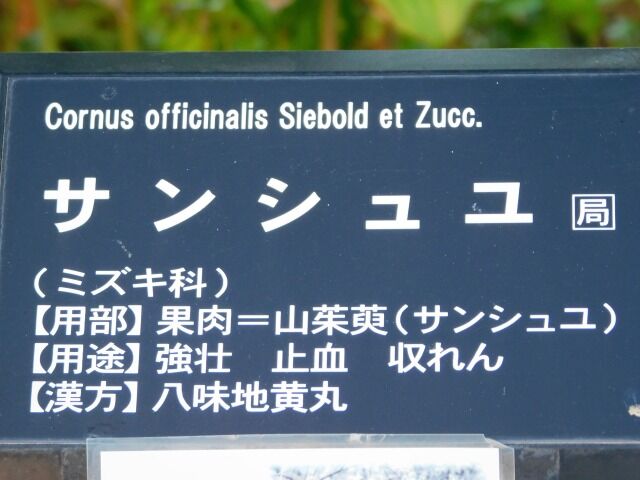 Cornus officinalis Siebold et Zucc.
サンシュユ 局
（ミズキ科）
【用部】果肉＝山茱萸（サンシュユ）
【用途】強壮　止血　収れん
【漢方】八味地黄丸